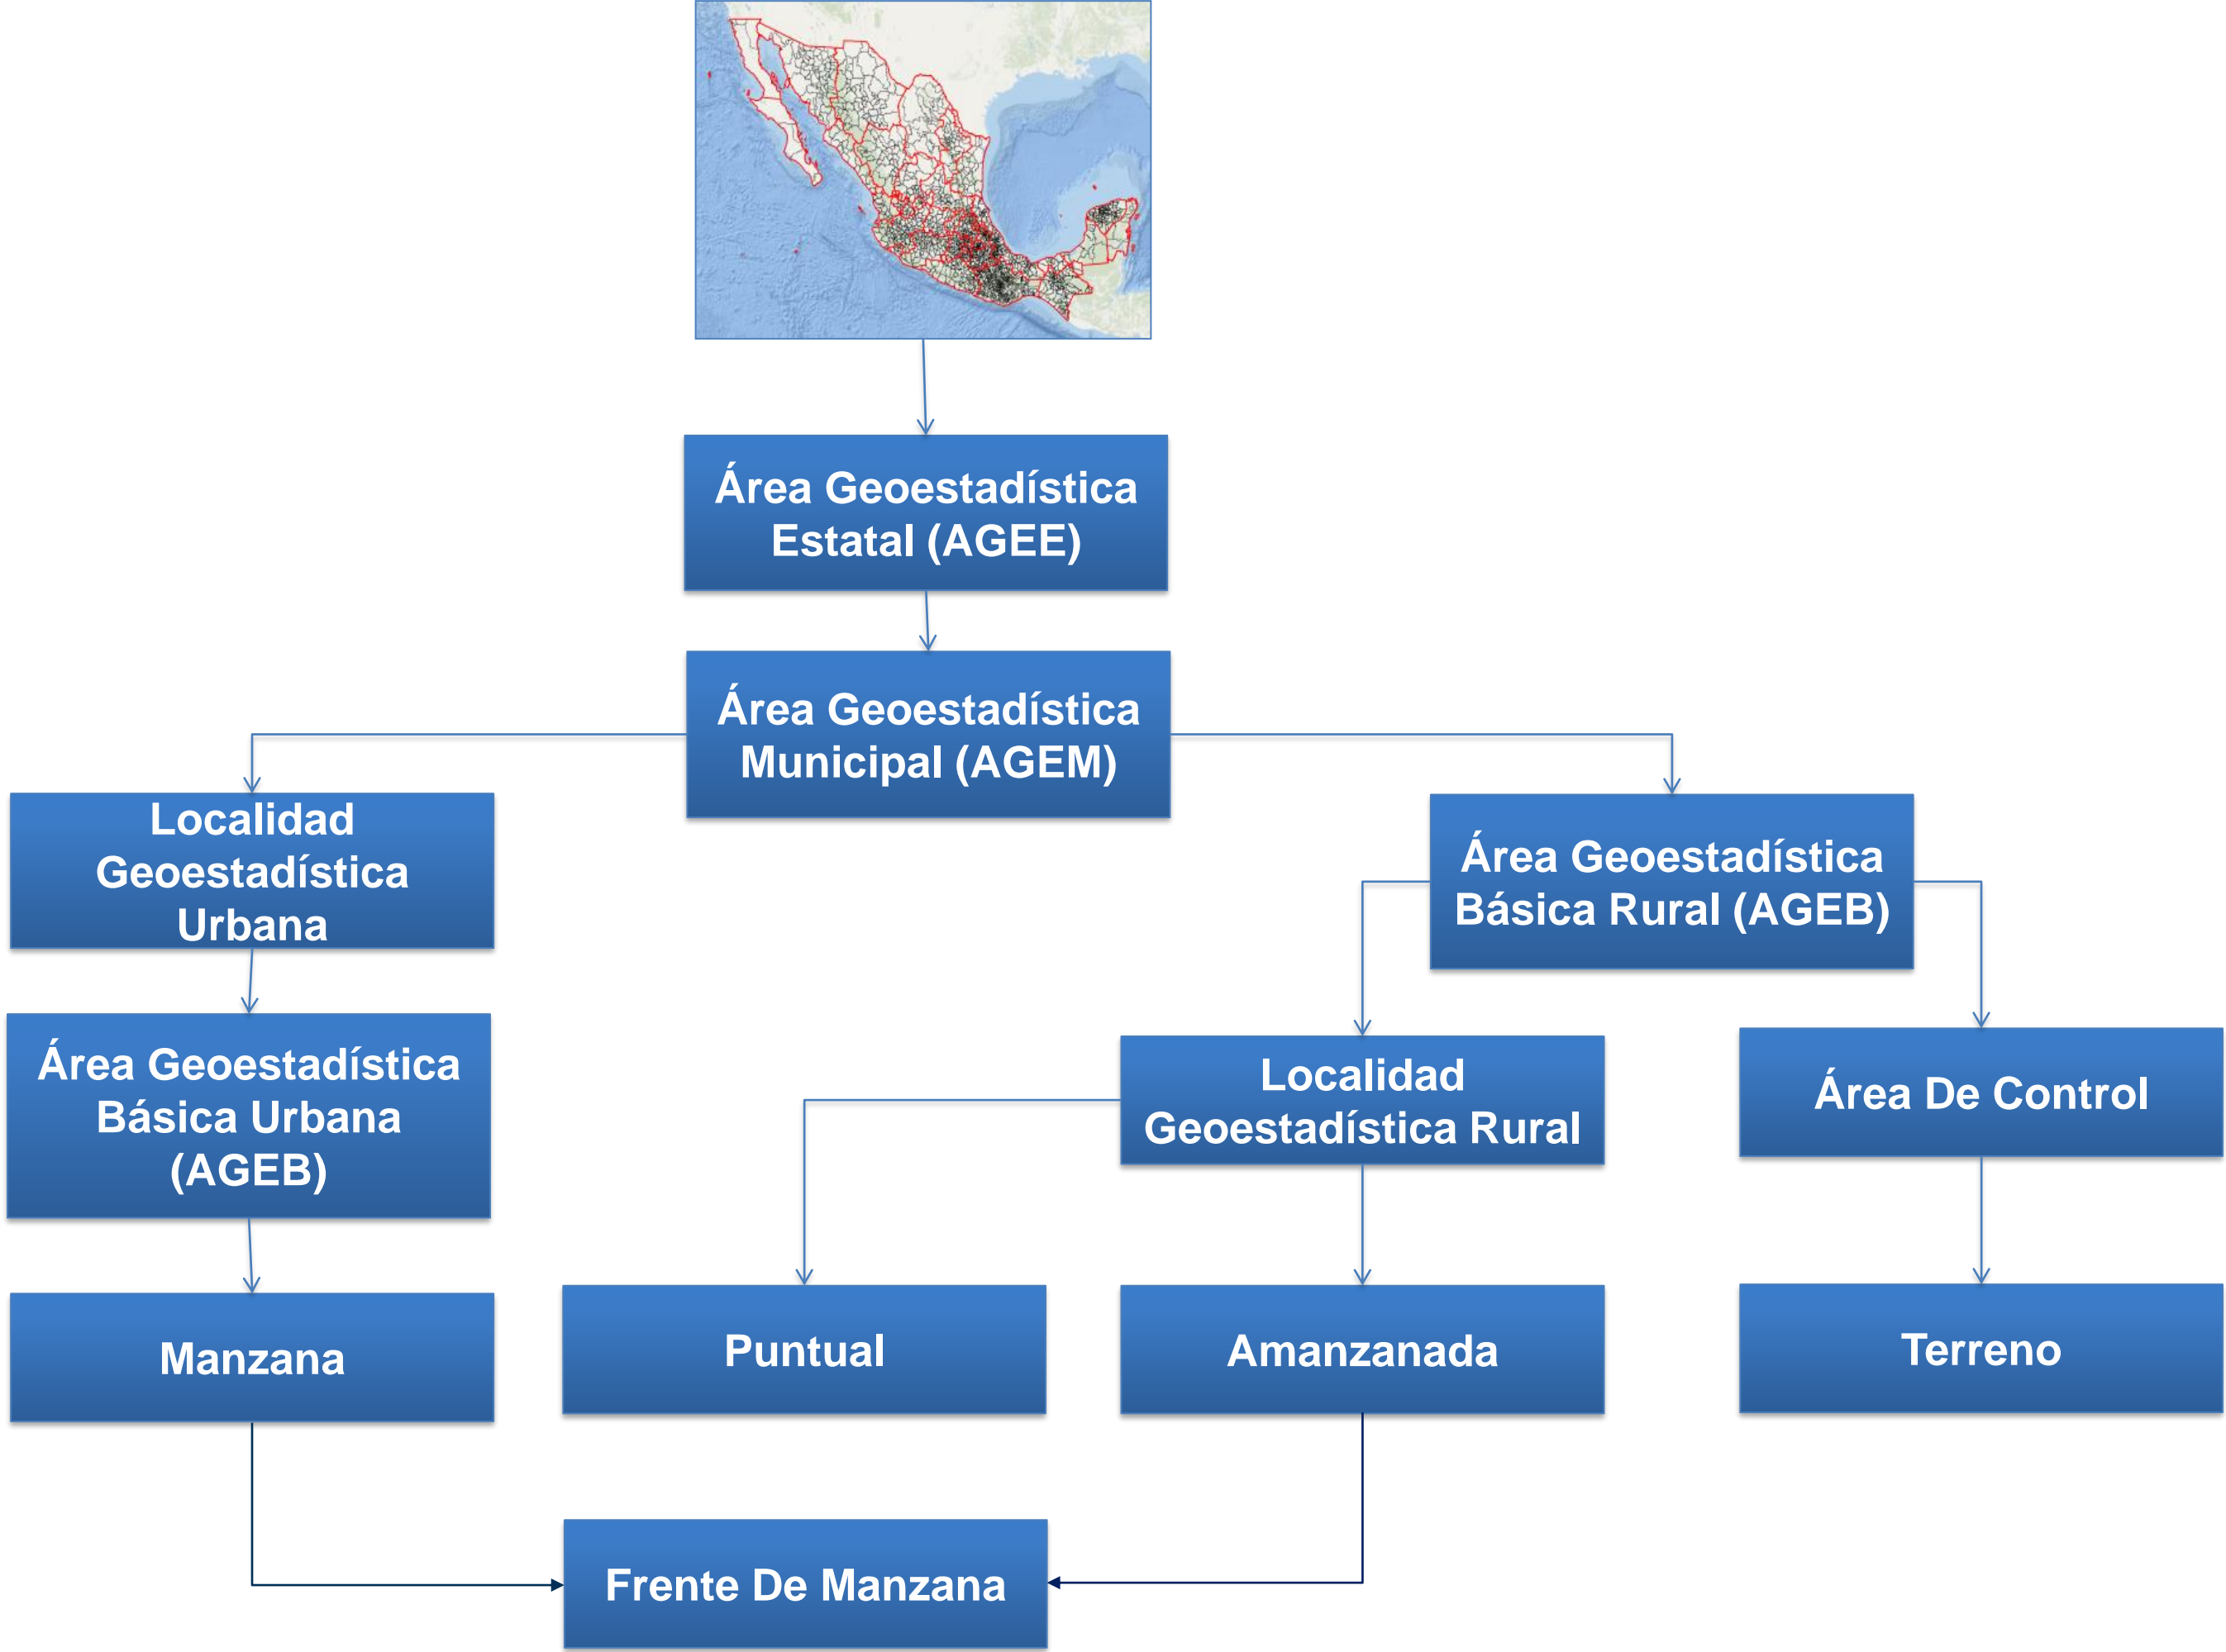 Área Geoestadística
Estatal (AGEE)
Área Geoestadística
Municipal (AGEM)
Localidad
Geoestadística
Urbana
Área Geoestadística
Básica Rural (AGEB)
Área Geoestadística
Básica Urbana
(AGEB)
Localidad
Geoestadística Rural
Área De Control
Manzana
Puntual
Amanzanada
Terreno
Frente De Manzana